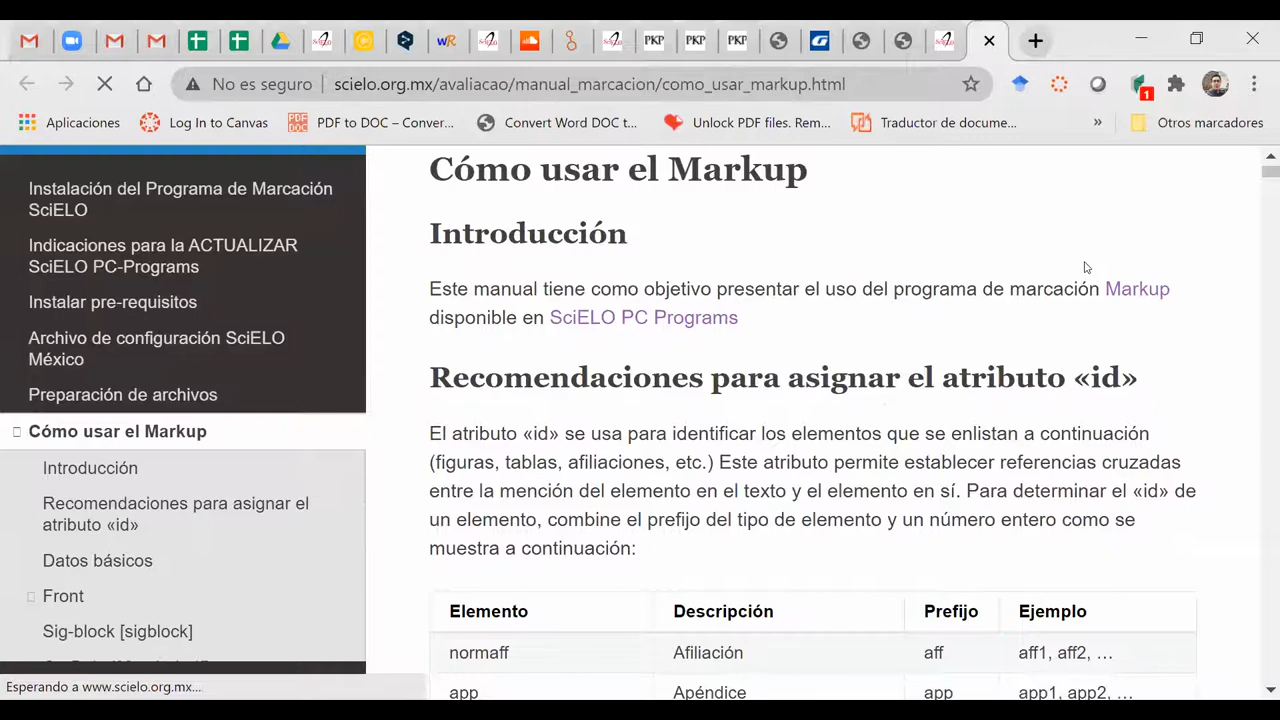 PKP
PKP
PKP
No es seguro
scielo.org.mx/avaliacao/manual_marcacion/como_usar_markup.html
1
Aplicaciones
Log In to Canvas
PDF to DOC – Conver...
Convert Word DOC t...
Unlock PDF files. Rem...
Traductor de docume...
»
Otros marcadores
Instalación del Programa de Marcación
SciELO
Indicaciones para la ACTUALIZAR
SciELO PC-Programs
Instalar pre-requisitos
Archivo de configuración SciELO
México
Preparación de archivos
Cómo usar el Markup
Introducción
Recomendaciones para asignar el
atributo «id»
Datos básicos
Front
Sig-block [sigblock]
Esperando a www.scielo.org.mx...
Cómo usar el Markup
Introducción
Este manual tiene como objetivo presentar el uso del programa de marcación Markup
disponible en SciELO PC Programs
Recomendaciones para asignar el atributo «id»
El atributo «id» se usa para identificar los elementos que se enlistan a continuación
(figuras, tablas, afiliaciones, etc.) Este atributo permite establecer referencias cruzadas
entre la mención del elemento en el texto y el elemento en sí. Para determinar el «id» de
un elemento, combine el prefijo del tipo de elemento y un número entero como se
muestra a continuación:
Elemento Descripción Prefijo Ejemplo
normaff Afiliación aff aff1, aff2, …
app Apéndice app app1, app2, …